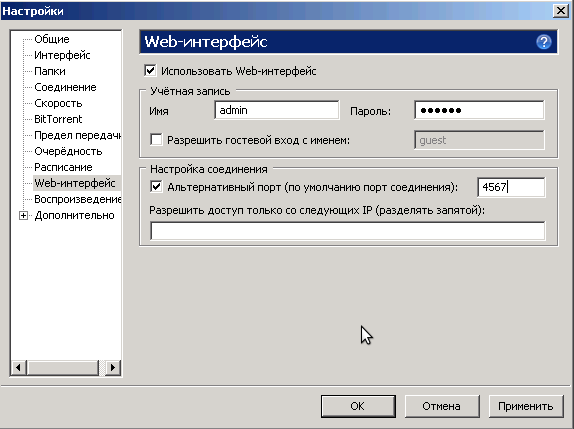 Настройки
Общие
Интерфейс
Папки
Соединение
Скорость
BitTorrent
Предел передачи
Очерёдность
Расписание
Web-интерфейс
Воспроизведение
Дополнительно
Web-интерфейс
Использовать Web-интерфейс
Учётная запись
Имя admin Пароль: ●●●●●●
Разрешить гостевой вход с именем: guest
Настройка соединения
Альтернативный порт (по умолчанию порт соединения): 4567
Разрешить доступ только со следующих IP (разделять запятой):
OK Отмена Применить